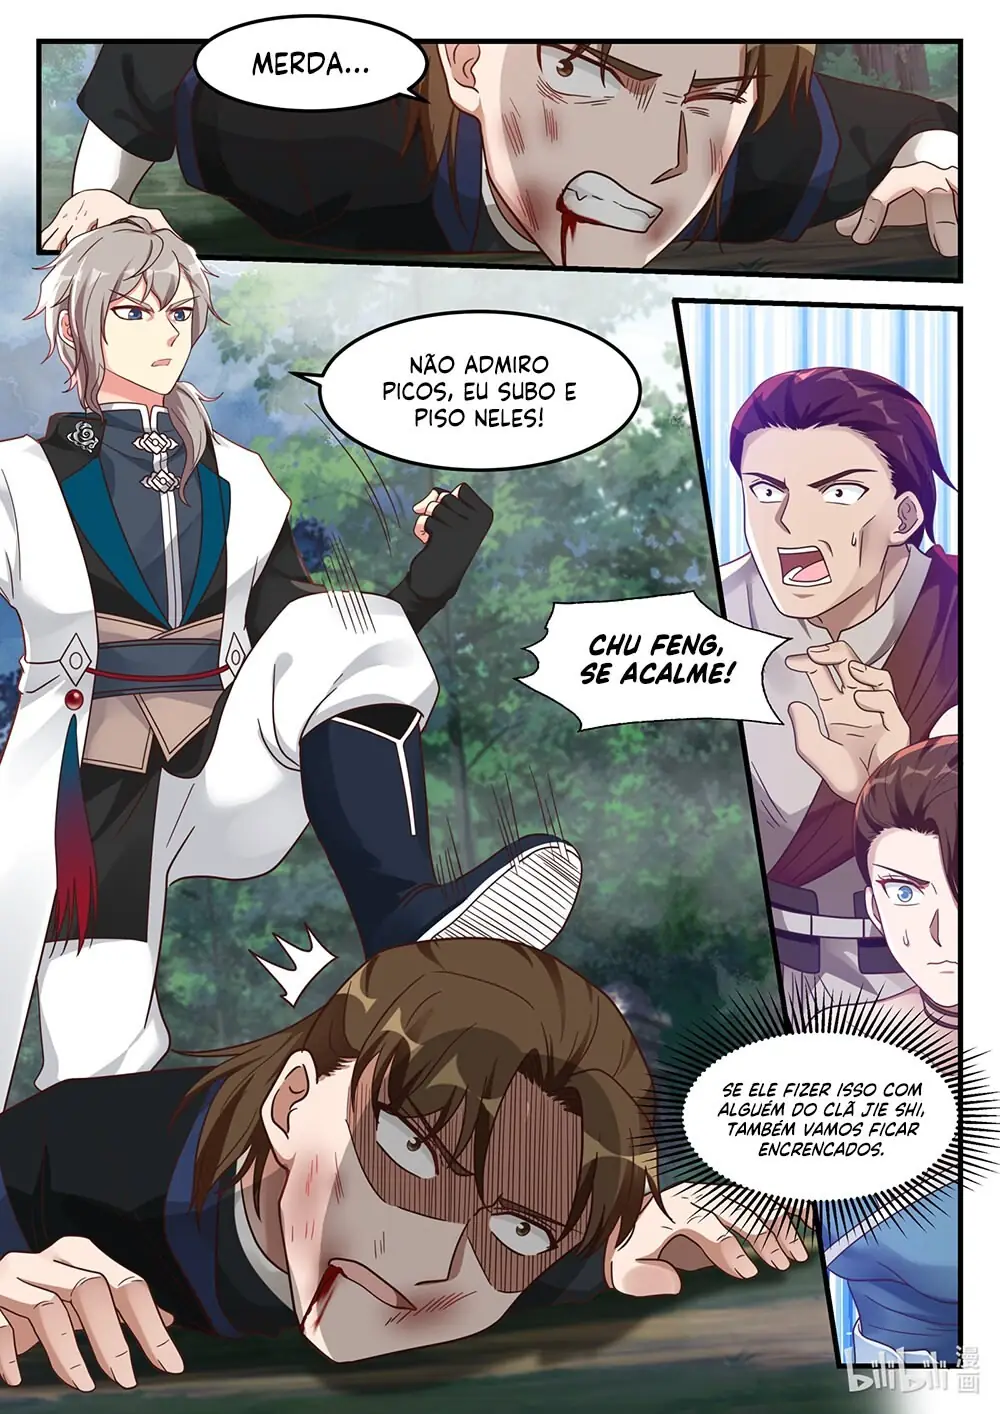 MERDA...
NÃO ADMIRO
PICOS, EU SUBO E
PISO NELES!
CHU FENG,
SE ACALME!
SE ELE FIZER ISSO COM
ALGUÉM DO CLÃ JIE SHI,
TAMBÉM VAMOS FICAR
ENCRENCADOS.
bilibili 漫画